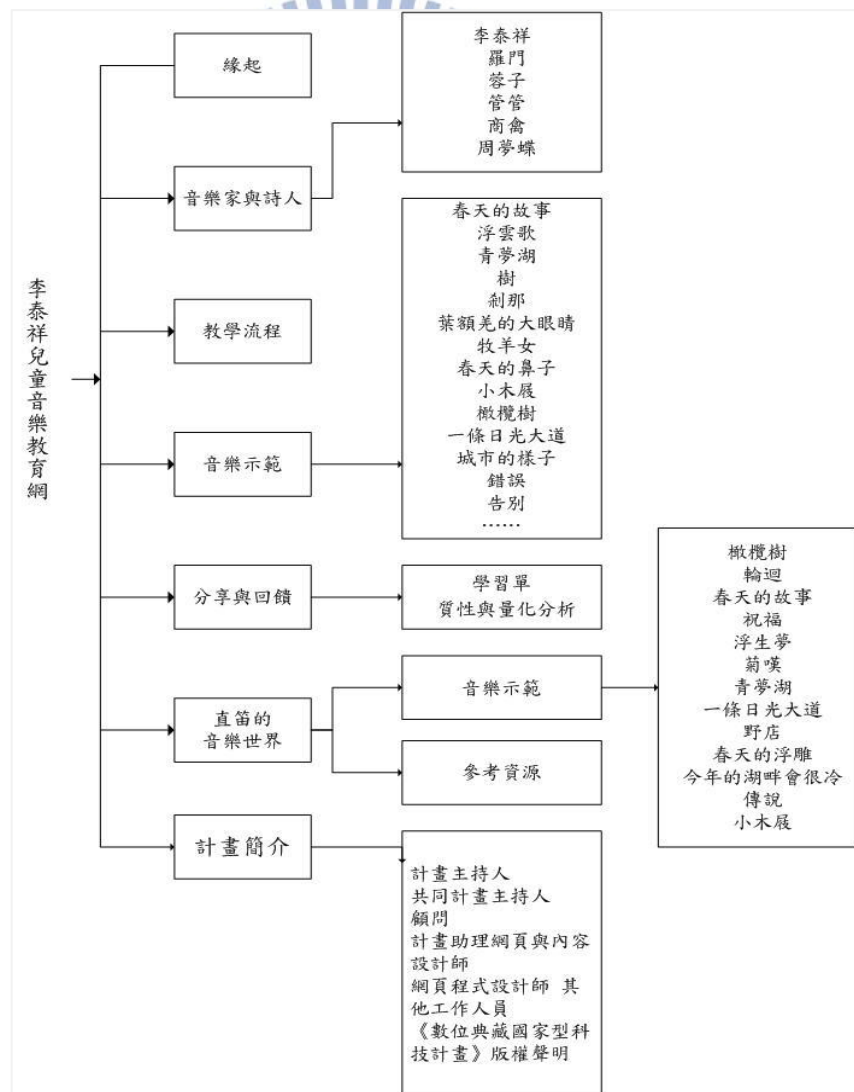 李泰祥兒童音樂教育網
緣起
音樂家與詩人
李泰祥
羅門
蓉子
管管
商禽
周夢蝶
教學流程
音樂示範
春天的故事
浮雲歌
青夢湖
樹
剎那
葉額羌的大眼睛
牧羊女
春天的鼻子
小木屐
橄欖樹
一條日光大道
城市的樣子
錯誤
告別
……
分享與回饋
學習單
質性與量化分析
直笛的
音樂世界
音樂示範
橄欖樹
輪迴
春天的故事
祝福
浮生夢
菊嘆
青夢湖
一條日光大道
野店
春天的浮雕
今年的湖畔會很冷
傳說
小木屐
參考資源
計畫簡介
計畫主持人
共同計畫主持人
顧問
計畫助理網頁與內容
設計師
網頁程式設計師 其
他工作人員
《數位典藏國家型科
技計畫》版權聲明